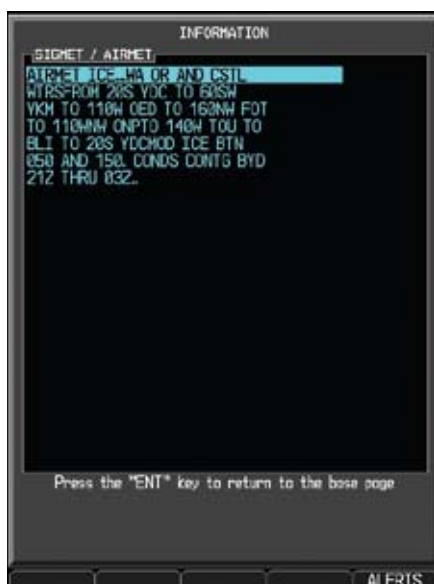 INFORMATION
SIGMET / AIRMET
AIRMET ICE..WA OR AND CSTL
WTRSFROM 20S YDC TO 60SW
YKM TO 110W OED TO 160NW FOT
TO 110WNW ONPTO 140W TOU TO
BLI TO 20S YDCMOD ICE BTN
050 AND 150. CONDS CONTG BYD
21Z THRU 03Z..
Press the "ENT" key to return to the base page
ALERTS